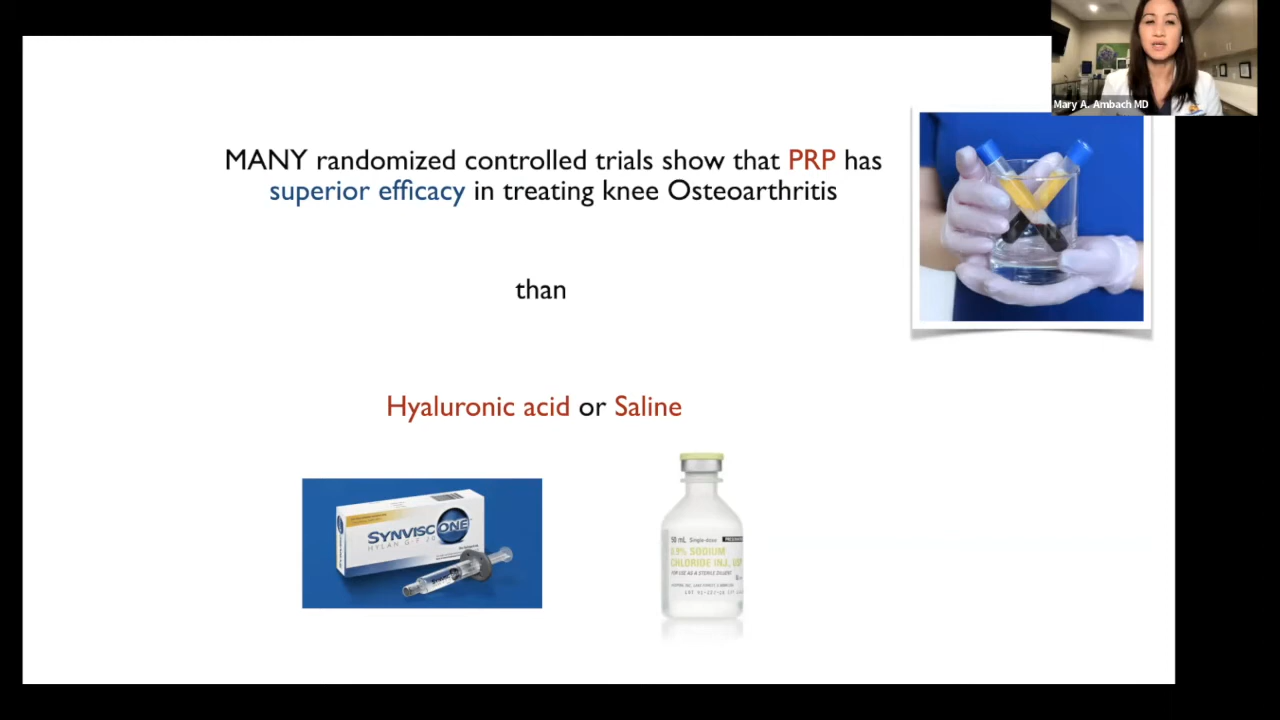 Mary A. Ambach MD
MANY randomized controlled trials show that PRP has
superior efficacy in treating knee Osteoarthritis
than
Hyaluronic acid or Saline
SYNVISC ONE
HYLAN G-F 20
50 mL Single-dose
0.9% SODIUM
CHLORIDE INJ., USP
FOR USE AS A STERILE DILUENT